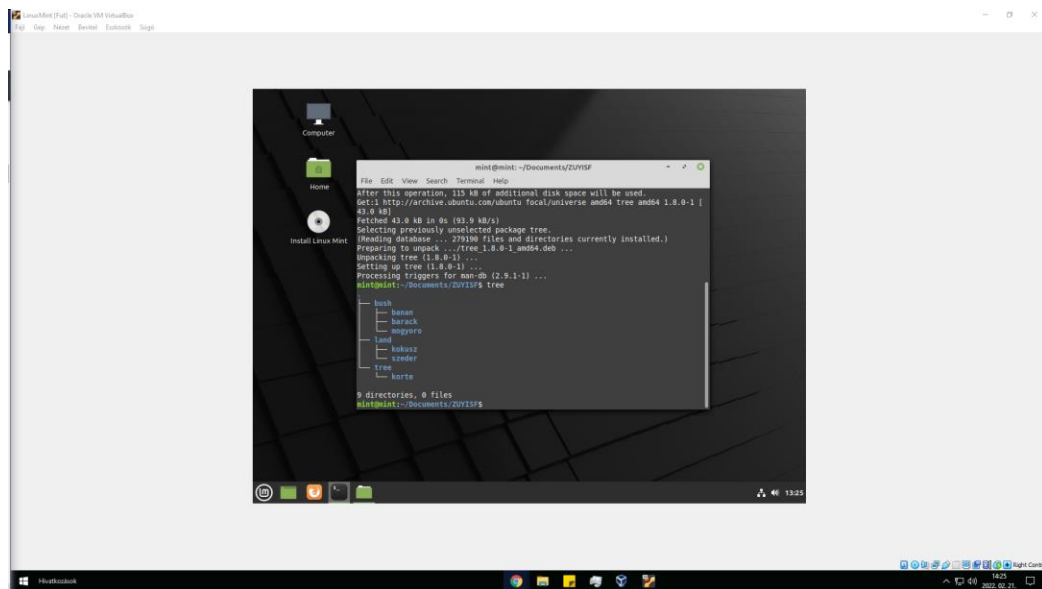 LinuxMint [Fut] - Oracle VM VirtualBox
Fájl Gép Nézet Bevitel Eszközök Súgó
Computer
Home
Install Linux Mint
mint@mint: ~/Documents/ZUYISF
File Edit View Search Terminal Help
After this operation, 115 kB of additional disk space will be used.
Get:1 http://archive.ubuntu.com/ubuntu focal/universe amd64 tree amd64 1.8.0-1 [
43.0 kB]
Fetched 43.0 kB in 0s (93.9 kB/s)
Selecting previously unselected package tree.
(Reading database ... 279190 files and directories currently installed.)
Preparing to unpack .../tree_1.8.0-1_amd64.deb ...
Unpacking tree (1.8.0-1) ...
Setting up tree (1.8.0-1) ...
Processing triggers for man-db (2.9.1-1) ...
mint@mint:~/Documents/ZUYISF$ tree
.
├── bush
│   ├── banan
│   ├── barack
│   └── mogyoro
├── land
│   ├── kokusz
│   └── szeder
└── tree
    └── korte
9 directories, 0 files
mint@mint:~/Documents/ZUYISF$
13:25
Right Cont
Hivatkozások
14:25
2022. 02. 21.